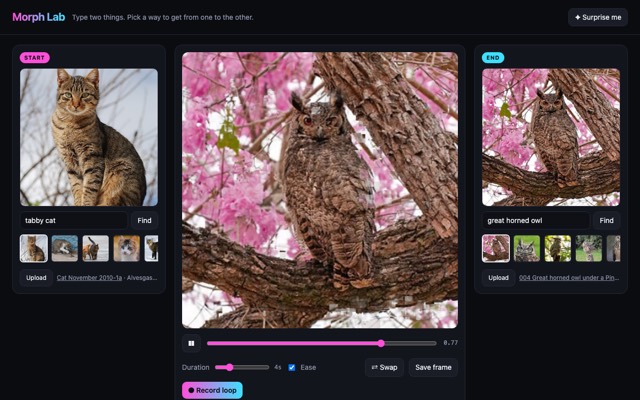 Morph Lab Type two things. Pick a way to get from one to the other. ✦ Surprise me
START
tabby cat Find
Upload Cat November 2010-1a · Alvesgas...
0.77
Duration 4s Ease ⇄ Swap Save frame
● Record loop
END
great horned owl Find
Upload 004 Great horned owl under a Pin...